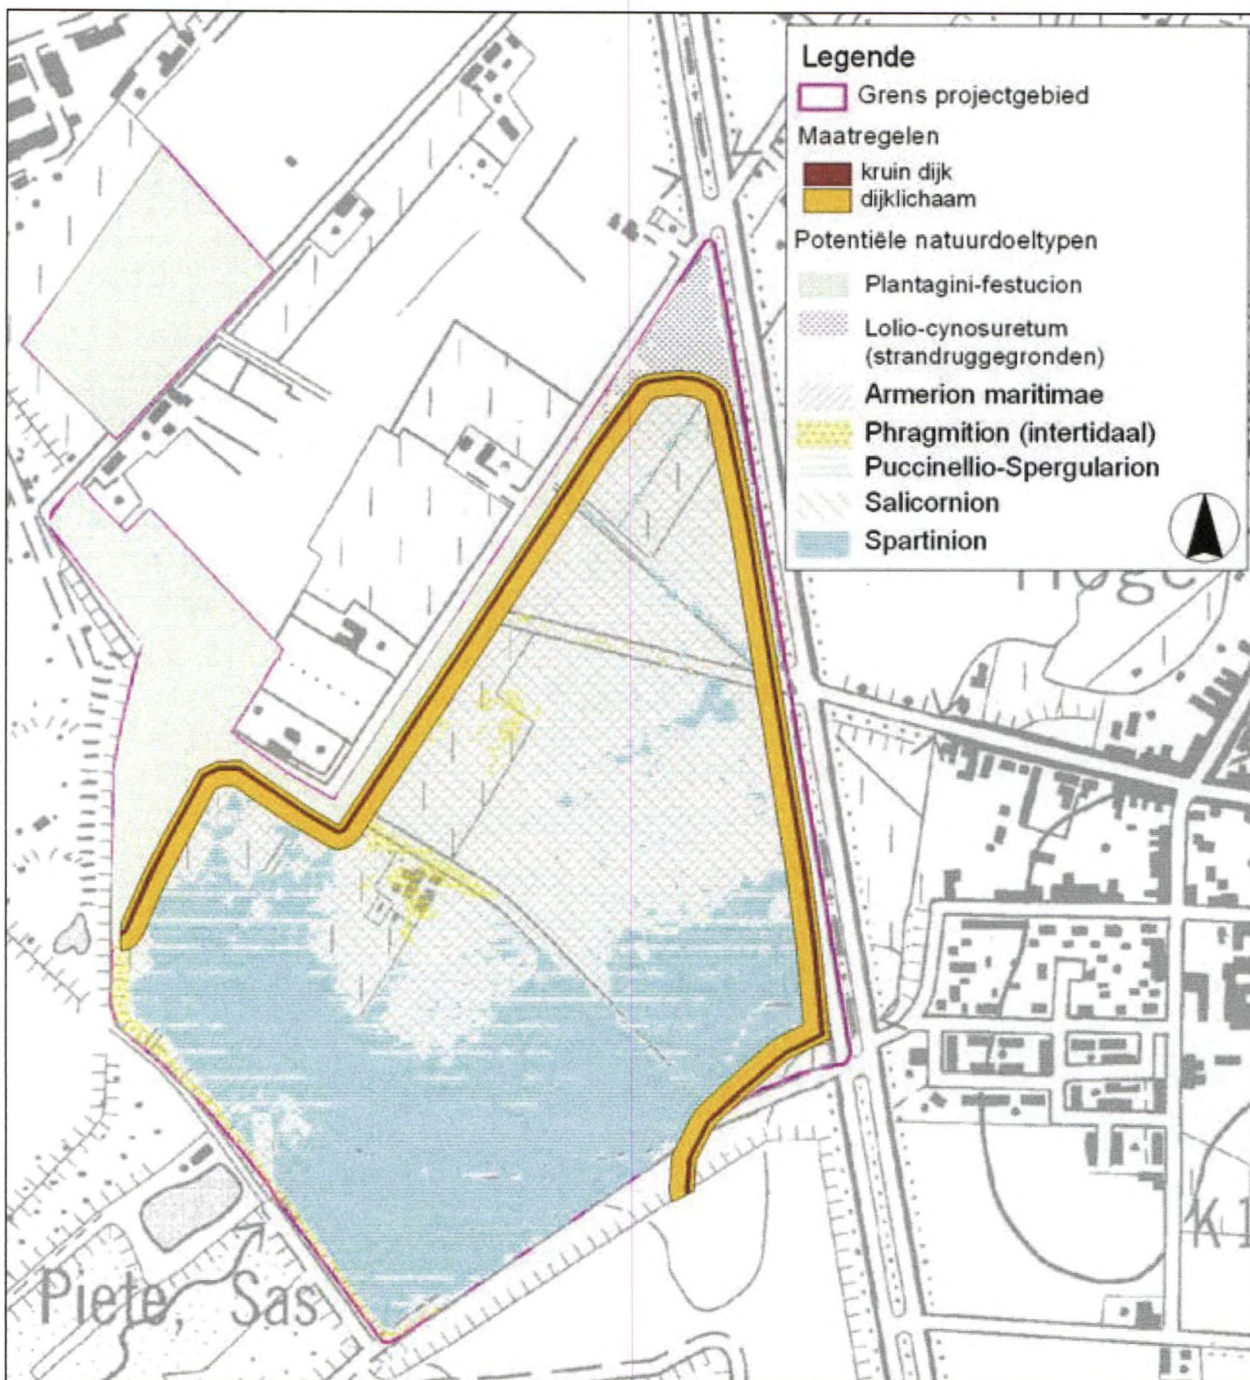 Legende
Grens projectgebied
Maatregelen
kruin dijk
dijklichaam
Potentiële natuurdoeltypen
Plantagini-festucion
Lolio-cynosuretum
(strandruggegronden)
Armerion maritimae
Phragmition (intertidaal)
Puccinellio-Spergularion
Salicornion
Spartinion
Piete, Sas